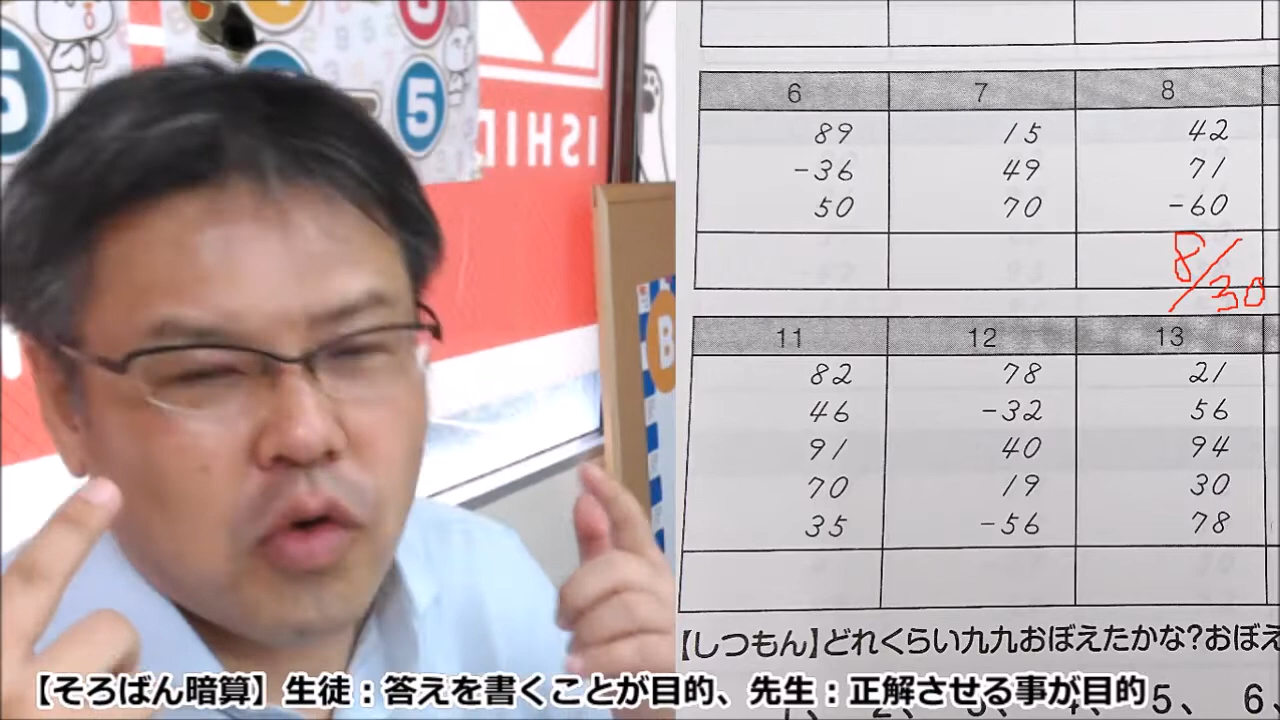 5
5
ISHID
B
6 7 8
89 15 42
-36 49 71
50 70 -60
8/30
11 12 13
82 78 21
46 -32 56
91 40 94
70 19 30
35 -56 78
【しつもん】どれくらい九九おぼえたかな?おぼえ
5、 6、
【そろばん暗算】生徒：答えを書くことが目的、先生：正解させる事が目的